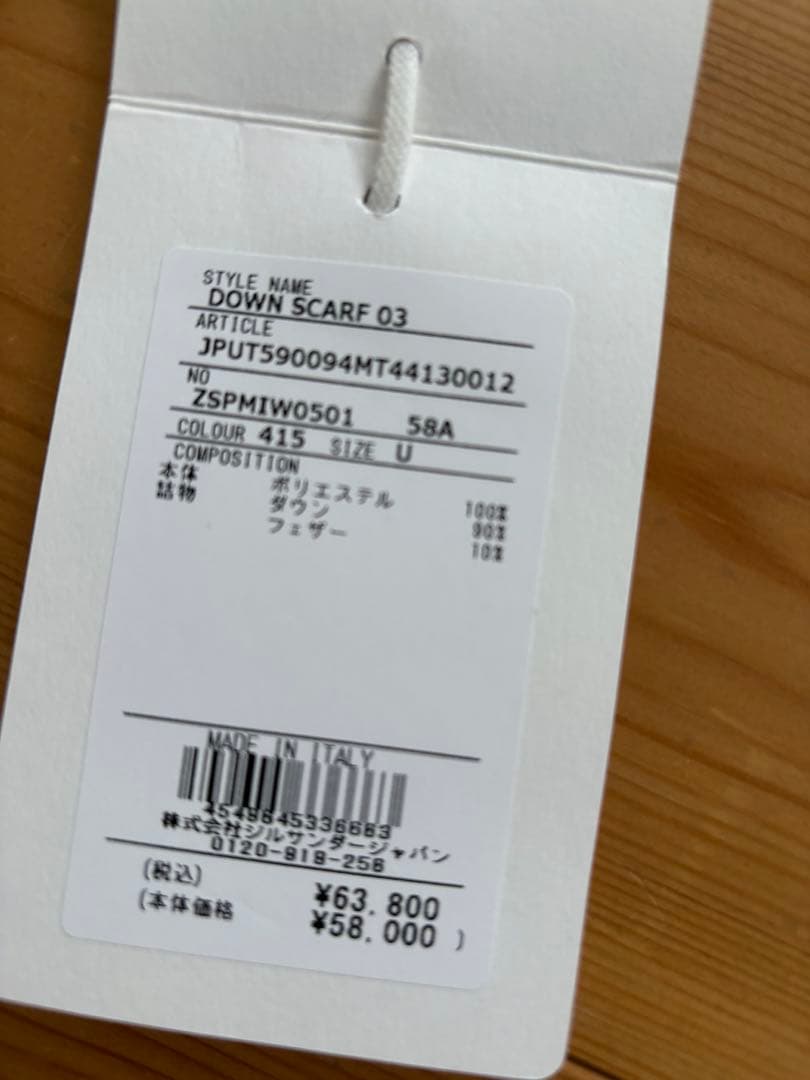 STYLE NAME
DOWN SCARF 03
ARTICLE
JPUT590094MT44130012
NO
ZSPMIW0501 58A
COLOUR 415 SIZE U
COMPOSITION
本体 ポリエステル 100%
詰物 ダウン 90%
フェザー 10%
MADE IN ITALY
4549645336663
株式会社ジルサンダージャパン
0120-919-256
(税込) ¥63.800
(本体価格 ¥58.000 )